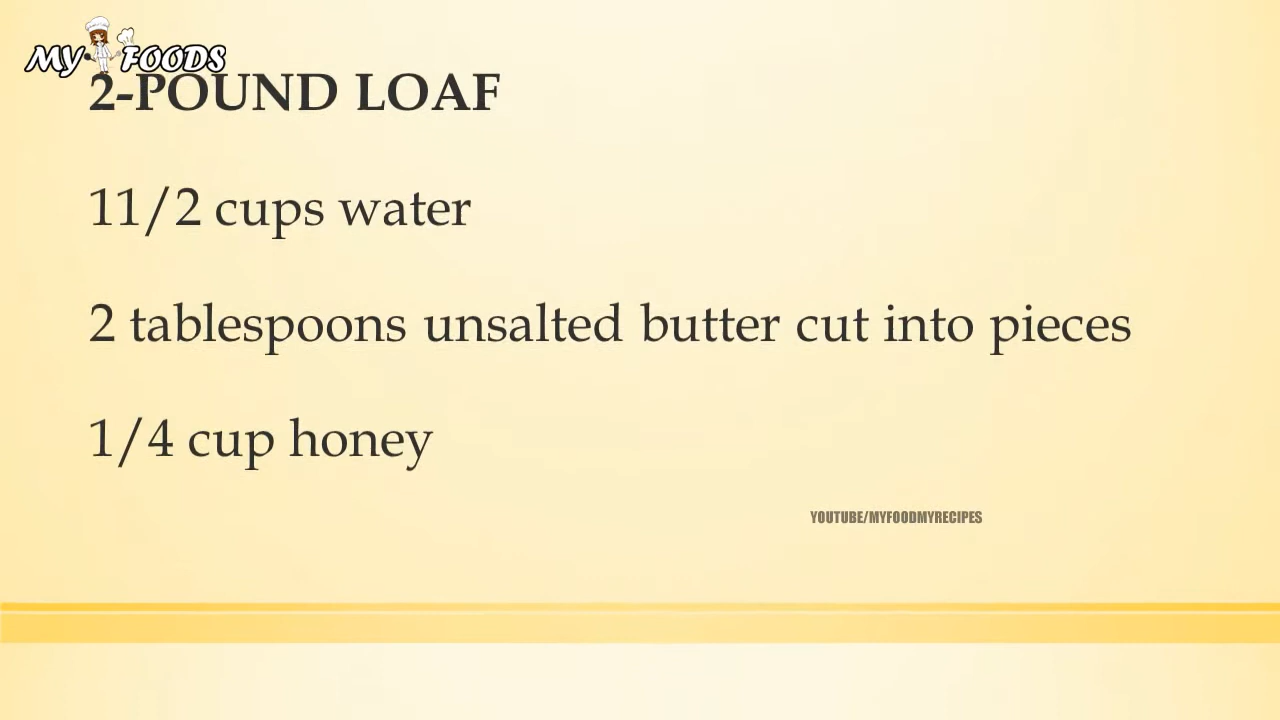 MY FOODS
2-POUND LOAF
11/2 cups water
2 tablespoons unsalted butter cut into pieces
1/4 cup honey
YOUTUBE/MYFOODMYRECIPES